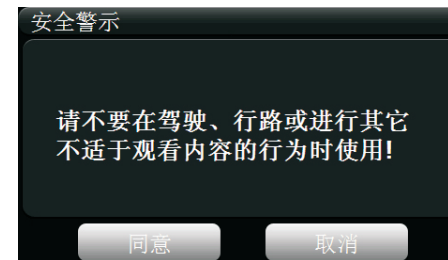 安全警示
请不要在驾驶、行路或进行其它
不适于观看内容的行为时使用!
同意
取消